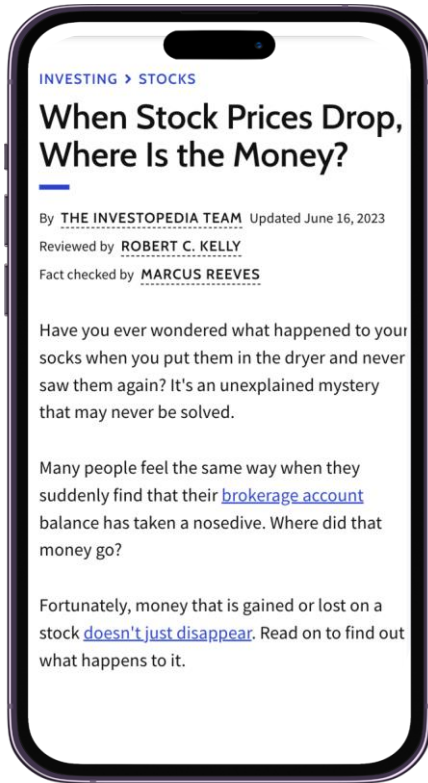 INVESTING > STOCKS
When Stock Prices Drop,
Where Is the Money?
By THE INVESTOPEDIA TEAM Updated June 16, 2023
Reviewed by ROBERT C. KELLY
Fact checked by MARCUS REEVES
Have you ever wondered what happened to your
socks when you put them in the dryer and never
saw them again? It's an unexplained mystery
that may never be solved.
Many people feel the same way when they
suddenly find that their brokerage account
balance has taken a nosedive. Where did that
money go?
Fortunately, money that is gained or lost on a
stock doesn't just disappear. Read on to find out
what happens to it.